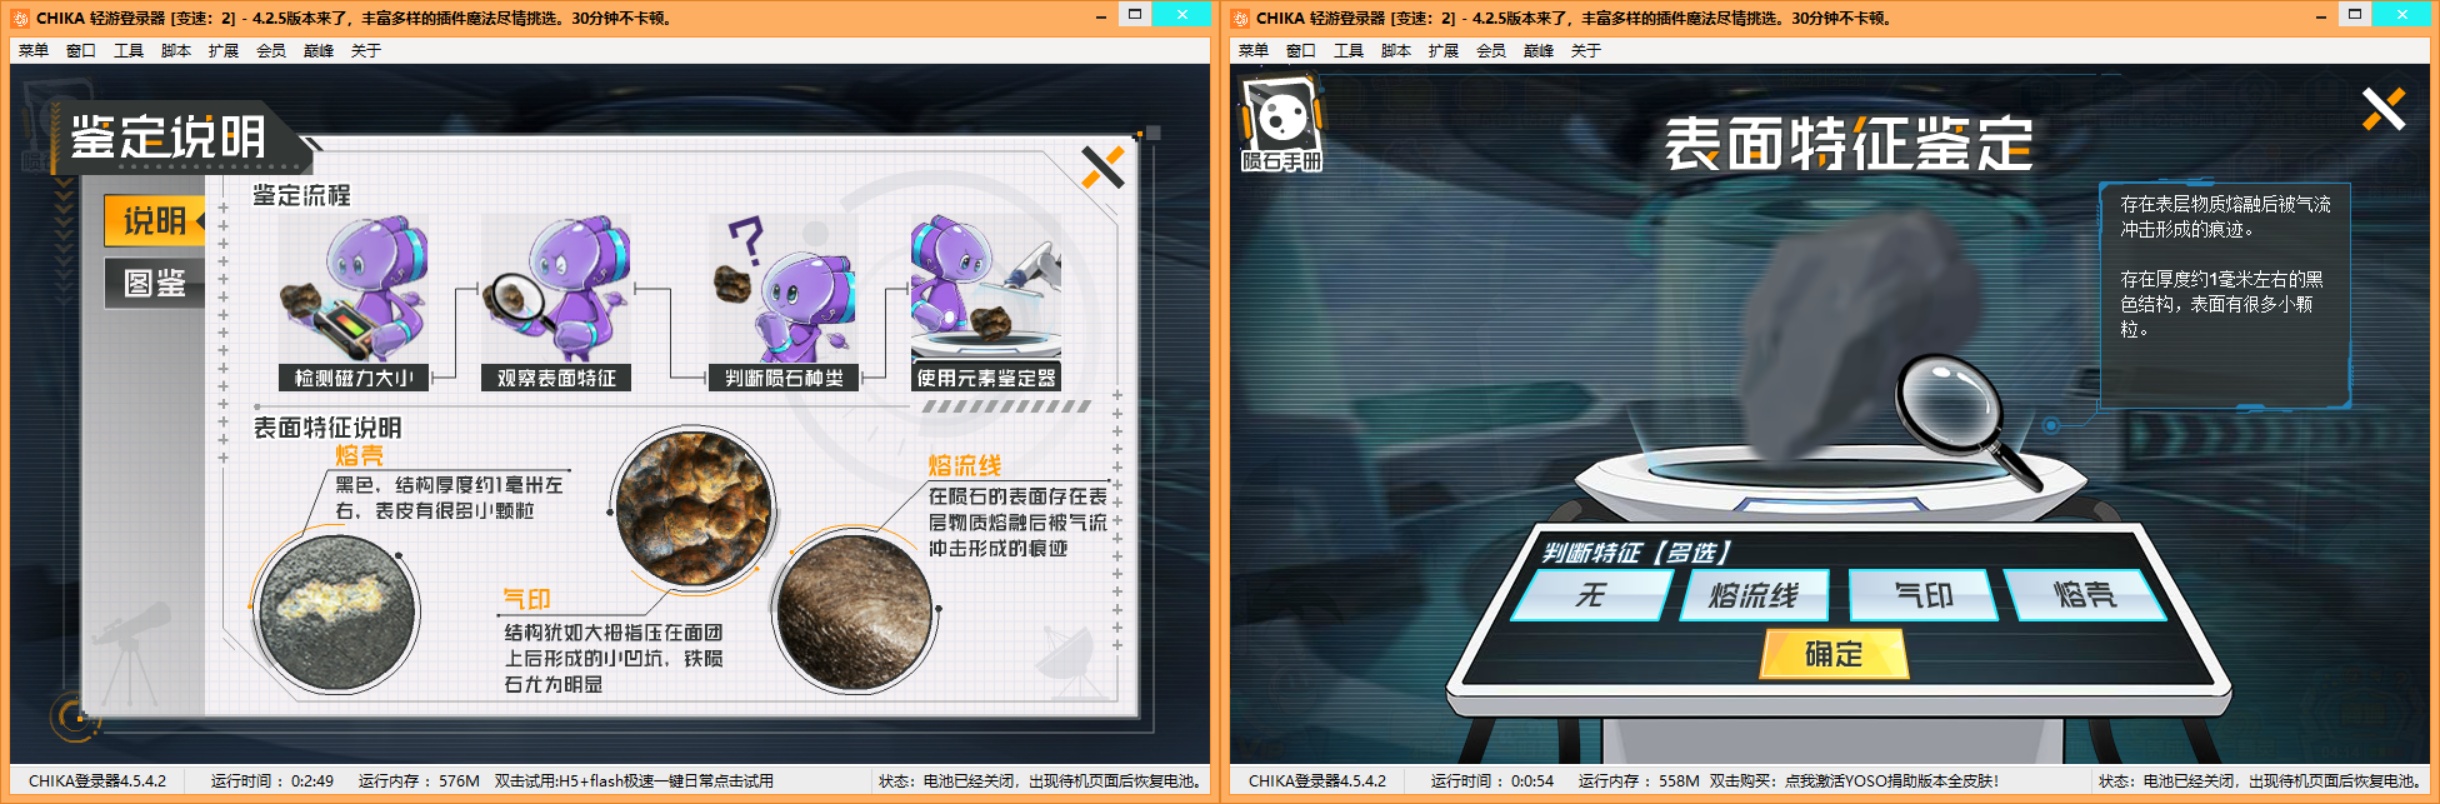 CHIKA 轻游登录器 [变速：2] - 4.2.5版本来了，丰富多样的插件魔法尽情挑选。30分钟不卡顿。
菜单 窗口 工具 脚本 扩展 会员 巅峰 关于
鉴定说明
说明
图鉴
鉴定流程
检测磁力大小
观察表面特征
?
判断陨石种类
使用元素鉴定器
表面特征说明
熔壳
黑色，结构厚度约1毫米左
右，表皮有很多小颗粒
气印
结构犹如大拇指压在面团
上后形成的小凹坑，铁陨
石尤为明显
熔流线
在陨石的表面存在表
层物质熔融后被气流
冲击形成的痕迹
CHIKA登录器4.5.4.2 运行时间：0:2:49 运行内存：576M 双击试用:H5+flash极速一键日常点击试用 状态：电池已经关闭，出现待机页面后恢复电池。
CHIKA 轻游登录器 [变速：2] - 4.2.5版本来了，丰富多样的插件魔法尽情挑选。30分钟不卡顿。
菜单 窗口 工具 脚本 扩展 会员 巅峰 关于
陨石手册
表面特征鉴定
存在表层物质熔融后被气流
冲击形成的痕迹。
存在厚度约1毫米左右的黑
色结构，表面有很多小颗
粒。
判断特征【多选】
无 熔流线 气印 熔壳
确定
CHIKA登录器4.5.4.2 运行时间：0:0:54 运行内存：558M 双击购买：点我激活YOSO捐助版本全皮肤！ 状态：电池已经关闭，出现待机页面后恢复电池。